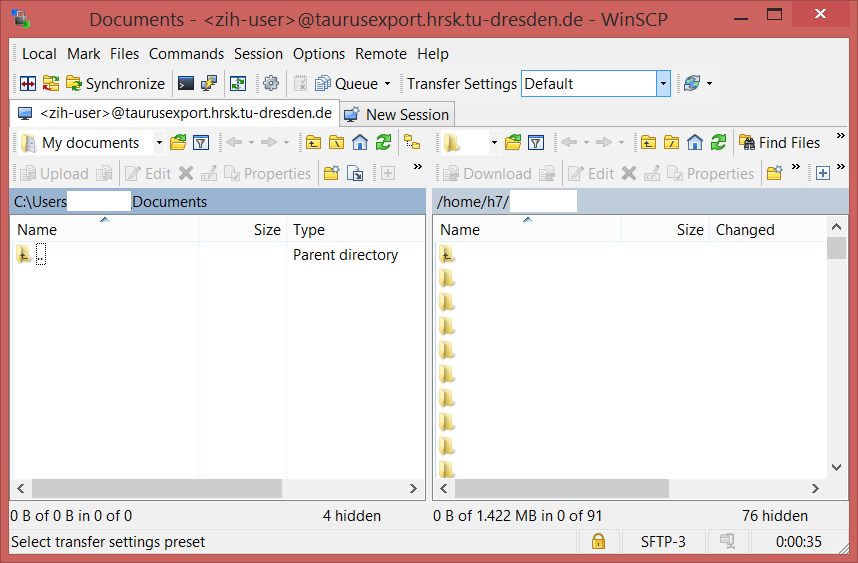 Documents - <zih-user>@taurusexport.hrsk.tu-dresden.de - WinSCP
Local Mark Files Commands Session Options Remote Help
Synchronize Queue Transfer Settings Default
<zih-user>@taurusexport.hrsk.tu-dresden.de New Session
My documents Find Files
Upload Edit Properties Download Edit Properties
C:\Users Documents /home/h7/
Name Size Type Name Size Changed
.. Parent directory
0 B of 0 B in 0 of 0 4 hidden 0 B of 1.422 MB in 0 of 91 76 hidden
Select transfer settings preset SFTP-3 0:00:35